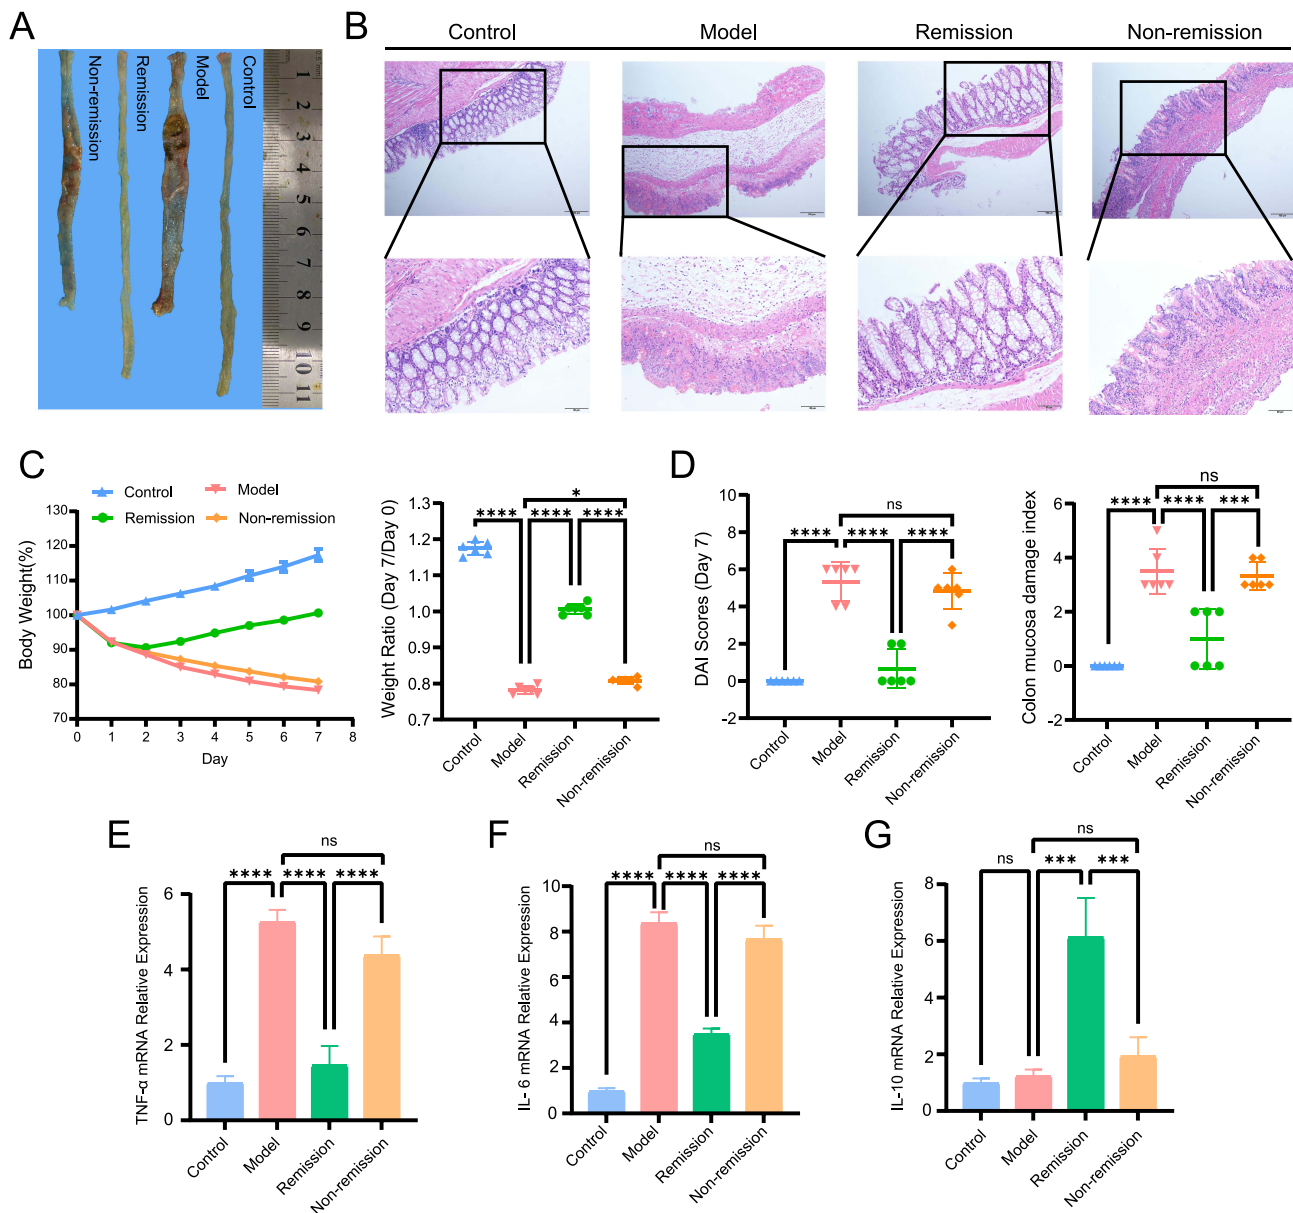 A
Non-remission
Remission
Model
Control
1
2
3
4
5
6
7
8
9
10
11
B
Control Model Remission Non-remission
C
Control Model
Remission Non-remission
Body Weight(%)
130
120
110
100
90
80
70
0 1 2 3 4 5 6 7 8
Day
Weight Ratio (Day 7/Day 0)
1.3
1.2
1.1
1.0
0.9
0.8
0.7
*
**** **** ****
Control
Model
Remission
Non-remission
D
DAI Scores (Day 7)
10
8
6
4
2
0
-2
ns
**** **** ****
Control
Model
Remission
Non-remission
Colon mucosa damage index
6
4
2
0
-2
ns
**** **** ***
Control
Model
Remission
Non-remission
E
TNF-α mRNA Relative Expression
6
4
2
0
ns
**** **** ****
Control
Model
Remission
Non-remission
F
IL- 6 mRNA Relative Expression
10
8
6
4
2
0
ns
**** **** ****
Control
Model
Remission
Non-remission
G
IL-10 mRNA Relative Expression
8
6
4
2
0
ns
ns *** ***
Control
Model
Remission
Non-remission